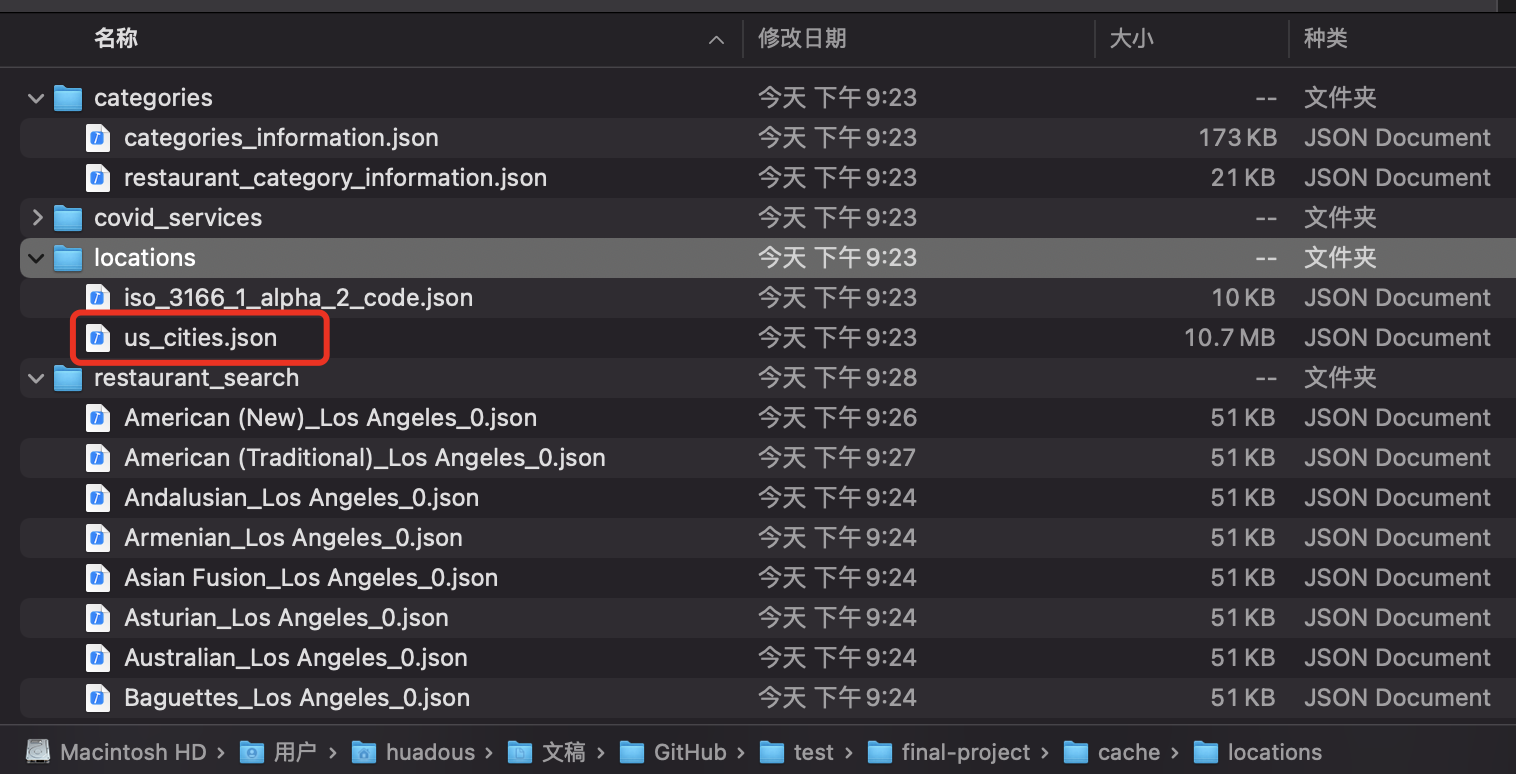 名称 修改日期 大小 种类
categories 今天 下午 9:23 -- 文件夹
categories_information.json 今天 下午 9:23 173 KB JSON Document
restaurant_category_information.json 今天 下午 9:23 21 KB JSON Document
covid_services 今天 下午 9:23 -- 文件夹
locations 今天 下午 9:23 -- 文件夹
iso_3166_1_alpha_2_code.json 今天 下午 9:23 10 KB JSON Document
us_cities.json 今天 下午 9:23 10.7 MB JSON Document
restaurant_search 今天 下午 9:28 -- 文件夹
American (New)_Los Angeles_0.json 今天 下午 9:26 51 KB JSON Document
American (Traditional)_Los Angeles_0.json 今天 下午 9:27 51 KB JSON Document
Andalusian_Los Angeles_0.json 今天 下午 9:24 51 KB JSON Document
Armenian_Los Angeles_0.json 今天 下午 9:24 51 KB JSON Document
Asian Fusion_Los Angeles_0.json 今天 下午 9:24 51 KB JSON Document
Asturian_Los Angeles_0.json 今天 下午 9:24 51 KB JSON Document
Australian_Los Angeles_0.json 今天 下午 9:24 51 KB JSON Document
Baguettes_Los Angeles_0.json 今天 下午 9:24 51 KB JSON Document
Macintosh HD › 用户 › huadous › 文稿 › GitHub › test › final-project › cache › locations